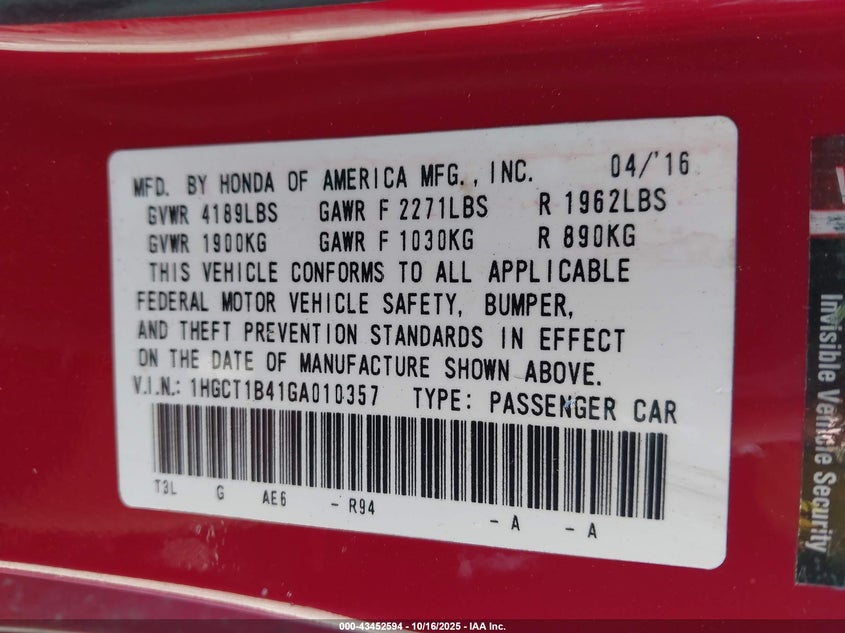 MFD. BY HONDA OF AMERICA MFG., INC. 04/'16
GVWR 4189LBS GAWR F 2271LBS R 1962LBS
GVWR 1900KG GAWR F 1030KG R 890KG
THIS VEHICLE CONFORMS TO ALL APPLICABLE
FEDERAL MOTOR VEHICLE SAFETY, BUMPER,
AND THEFT PREVENTION STANDARDS IN EFFECT
ON THE DATE OF MANUFACTURE SHOWN ABOVE.
V.I.N.: 1HGCT1B41GA010357 TYPE: PASSENGER CAR
T3L G AE6 - R94 - A - A
Invisible Vehicle Security
000-43452594 - 10/16/2025 - IAA Inc.